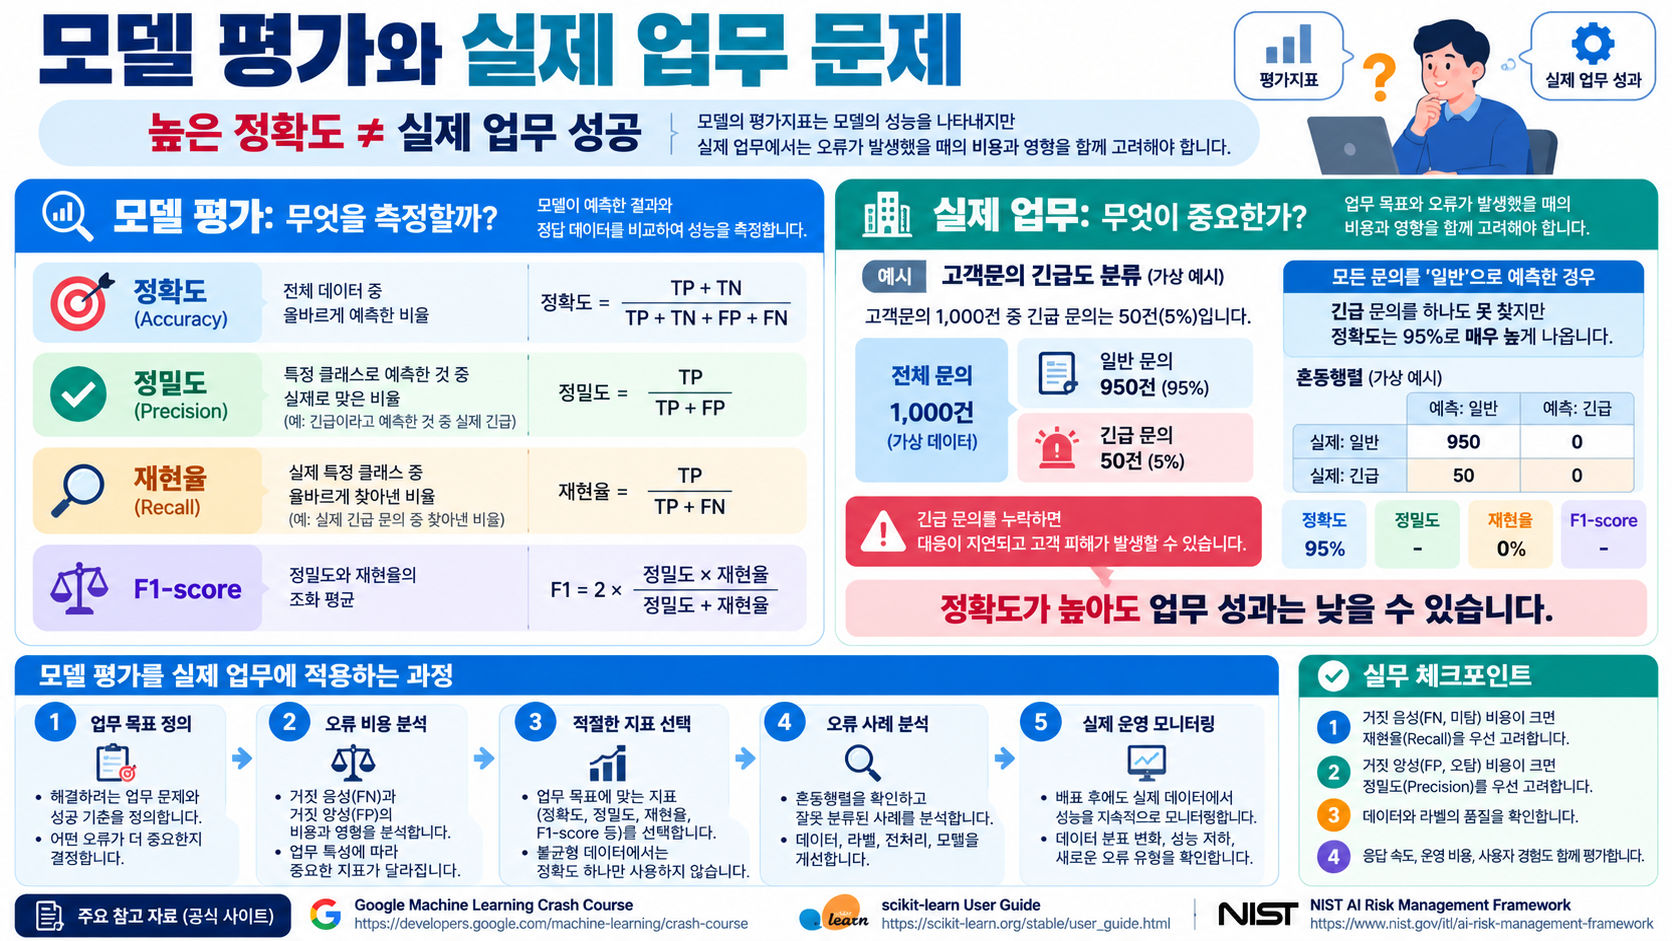 모델 평가와 실제 업무 문제
평가지표
?
실제 업무 성과
높은 정확도 ≠ 실제 업무 성공
모델의 평가지표는 모델의 성능을 나타내지만
실제 업무에서는 오류가 발생했을 때의 비용과 영향을 함께 고려해야 합니다.
모델 평가: 무엇을 측정할까?
모델이 예측한 결과와
정답 데이터를 비교하여 성능을 측정합니다.
정확도
(Accuracy)
전체 데이터 중
올바르게 예측한 비율
정확도 = TP + TN / TP + TN + FP + FN
정밀도
(Precision)
특정 클래스로 예측한 것 중
실제로 맞은 비율
(예: 긴급이라고 예측한 것 중 실제 긴급)
정밀도 = TP / TP + FP
재현율
(Recall)
실제 특정 클래스 중
올바르게 찾아낸 비율
(예: 실제 긴급 문의 중 찾아낸 비율)
재현율 = TP / TP + FN
F1-score
정밀도와 재현율의
조화 평균
F1 = 2 × 정밀도 × 재현율 / 정밀도 + 재현율
실제 업무: 무엇이 중요한가?
업무 목표와 오류가 발생했을 때의
비용과 영향을 함께 고려해야 합니다.
예시
고객문의 긴급도 분류 (가상 예시)
고객문의 1,000건 중 긴급 문의는 50건(5%)입니다.
전체 문의
1,000건
(가상 데이터)
일반 문의
950건 (95%)
긴급 문의
50건 (5%)
긴급 문의를 누락하면
대응이 지연되고 고객 피해가 발생할 수 있습니다.
모든 문의를 '일반'으로 예측한 경우
긴급 문의를 하나도 못 찾지만
정확도는 95%로 매우 높게 나옵니다.
혼동행렬 (가상 예시)
예측: 일반 예측: 긴급
실제: 일반 950 0
실제: 긴급 50 0
정확도 정밀도 재현율 F1-score
95% - 0% -
정확도가 높아도 업무 성과는 낮을 수 있습니다.
모델 평가를 실제 업무에 적용하는 과정
1 업무 목표 정의
• 해결하려는 업무 문제와
성공 기준을 정의합니다.
• 어떤 오류가 더 중요한지
결정합니다.
2 오류 비용 분석
• 거짓 음성(FN)과
거짓 양성(FP)의
비용과 영향을 분석합니다.
• 업무 특성에 따라
중요한 지표가 달라집니다.
3 적절한 지표 선택
• 업무 목표에 맞는 지표
(정확도, 정밀도, 재현율,
F1-score 등)를 선택합니다.
• 불균형 데이터에서는
정확도 하나만 사용하지 않습니다.
4 오류 사례 분석
• 혼동행렬을 확인하고
잘못 분류된 사례를 분석합니다.
• 데이터, 라벨, 전처리, 모델을
개선합니다.
5 실제 운영 모니터링
• 배포 후에도 실제 데이터에서
성능을 지속적으로 모니터링합니다.
• 데이터 분포 변화, 성능 저하,
새로운 오류 유형을 확인합니다.
실무 체크포인트
1 거짓 음성(FN, 미탐) 비용이 크면
재현율(Recall)을 우선 고려합니다.
2 거짓 양성(FP, 오탐) 비용이 크면
정밀도(Precision)를 우선 고려합니다.
3 데이터와 라벨의 품질을 확인합니다.
4 응답 속도, 운영 비용, 사용자 경험도 함께 평가합니다.
주요 참고 자료 (공식 사이트)
G
Google Machine Learning Crash Course
https://developers.google.com/machine-learning/crash-course
learn
scikit-learn User Guide
https://scikit-learn.org/stable/user_guide.html
NIST
NIST AI Risk Management Framework
https://www.nist.gov/itl/ai-risk-management-framework